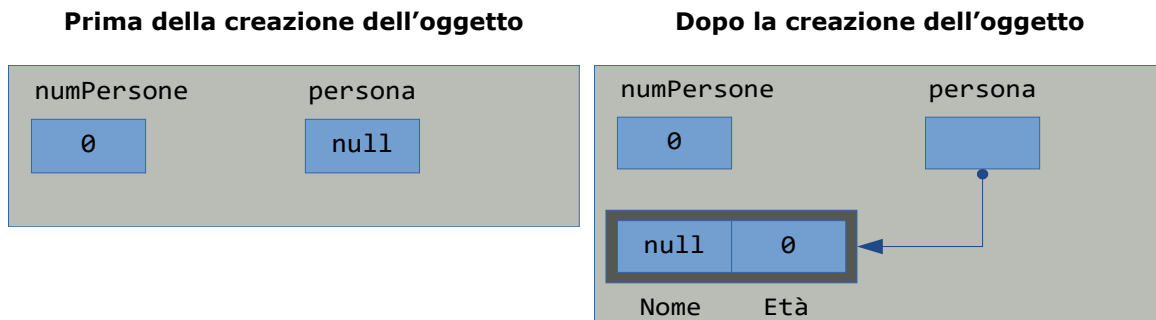 Prima della creazione dell’oggetto
numPersone persona
0 null
Dopo la creazione dell’oggetto
numPersone persona
0
null 0
Nome Età